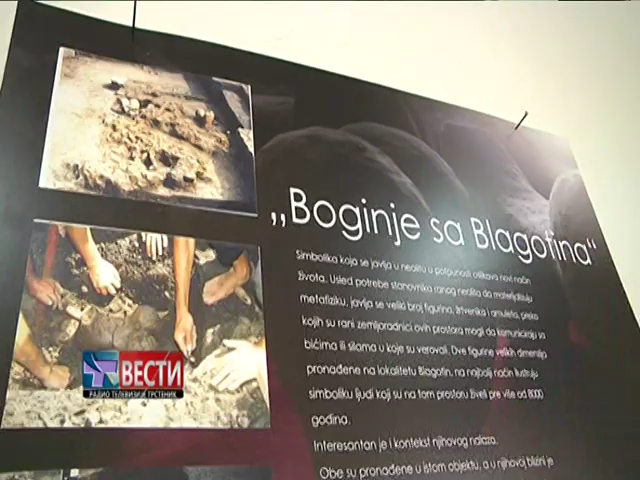 „Boginje sa Blagotina“
Simbolika koja se javlja u neolitu u potpunosti oslikava novi način
života. Usled potrebe stanovnika ranog neolita da materijalizuju
metafiziku, javlja se veliki broj figurina, žrtvenika i amuleta, preko
kojih su rani zemljoradnici ovih prostora mogli da komuniciraju sa
bićima ili silama u koje su verovali. Dve figurine velikih dimenzija
pronađene na lokalitetu Blagotin, na najbolji način ilustruju
simboliku ljudi koji su na tom prostoru živeli pre više od 8000
godina.
Interesantan je i kontekst njihovog nalaza.
Obe su pronađene u istom objektu, a u njihovoj blizini je
ВЕСТИ
РАДИО ТЕЛЕВИЗИЈЕ ТРСТЕНИК